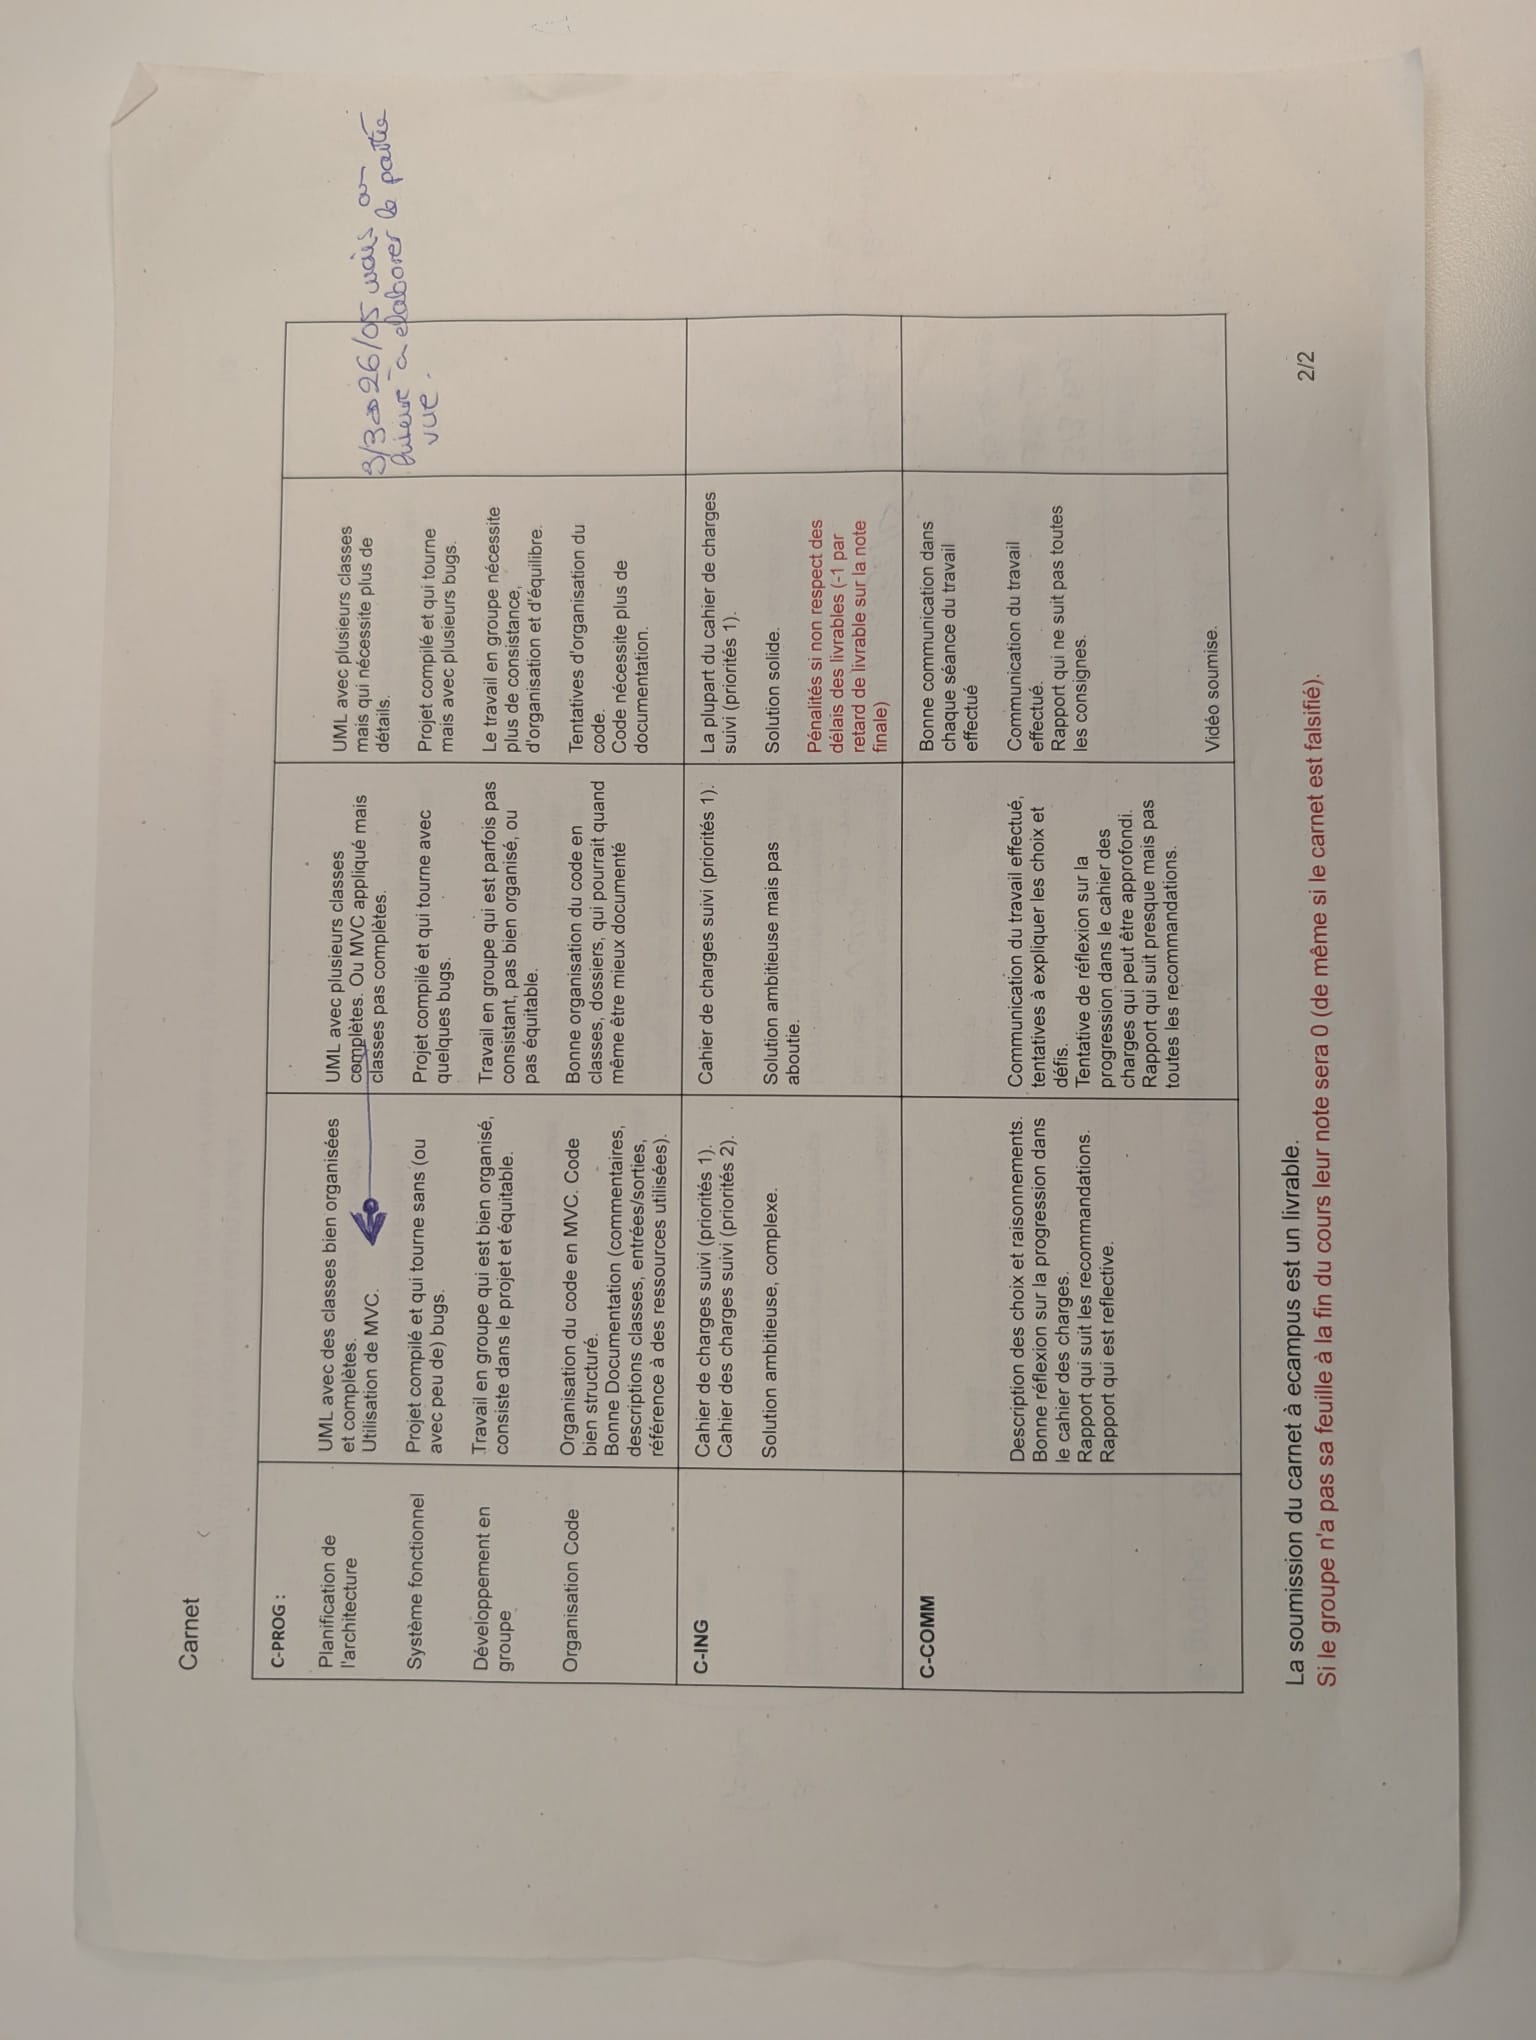 Carnet
C-PROG :
Planification de
l'architecture
UML avec des classes bien organisées
et complètes.
Utilisation de MVC.
UML avec plusieurs classes
complètes. Ou MVC appliqué mais
classes pas complètes.
UML avec plusieurs classes
mais qui nécessite plus de
détails.
3/3 26/05 mais on
à elaborer la partie
vue.
Système fonctionnel
Projet compilé et qui tourne sans (ou
avec peu de) bugs.
Projet compilé et qui tourne avec
quelques bugs.
Projet compilé et qui tourne
mais avec plusieurs bugs.
Développement en
groupe
Travail en groupe qui est bien organisé,
consiste dans le projet et équitable.
Travail en groupe qui est parfois pas
consistant, pas bien organisé, ou
pas équitable.
Le travail en groupe nécessite
plus de consistance,
d'organisation et d'équilibre.
Organisation Code
Organisation du code en MVC. Code
bien structuré.
Bonne Documentation (commentaires,
descriptions classes, entrées/sorties,
référence à des ressources utilisées).
Bonne organisation du code en
classes, dossiers, qui pourrait quand
même être mieux documenté
Tentatives d'organisation du
code.
Code nécessite plus de
documentation.
C-ING
Cahier de charges suivi (priorités 1).
Cahier des charges suivi (priorités 2).
Solution ambitieuse, complexe.
Cahier de charges suivi (priorités 1).
Solution ambitieuse mais pas
aboutie.
La plupart du cahier de charges
suivi (priorités 1).
Solution solide.
Pénalités si non respect des
délais des livrables (-1 par
retard de livrable sur la note
finale)
C-COMM
Description des choix et raisonnements.
Bonne réflexion sur la progression dans
le cahier des charges.
Rapport qui suit les recommandations.
Rapport qui est reflective.
Communication du travail effectué,
tentatives à expliquer les choix et
défis.
Tentative de réflexion sur la
progression dans le cahier des
charges qui peut être approfondi.
Rapport qui suit presque mais pas
toutes les recommandations.
Bonne communication dans
chaque séance du travail
effectué
Communication du travail
effectué.
Rapport qui ne suit pas toutes
les consignes.
Vidéo soumise.
La soumission du carnet à ecampus est un livrable.
Si le groupe n'a pas sa feuille à la fin du cours leur note sera 0 (de même si le carnet est falsifié).
2/2